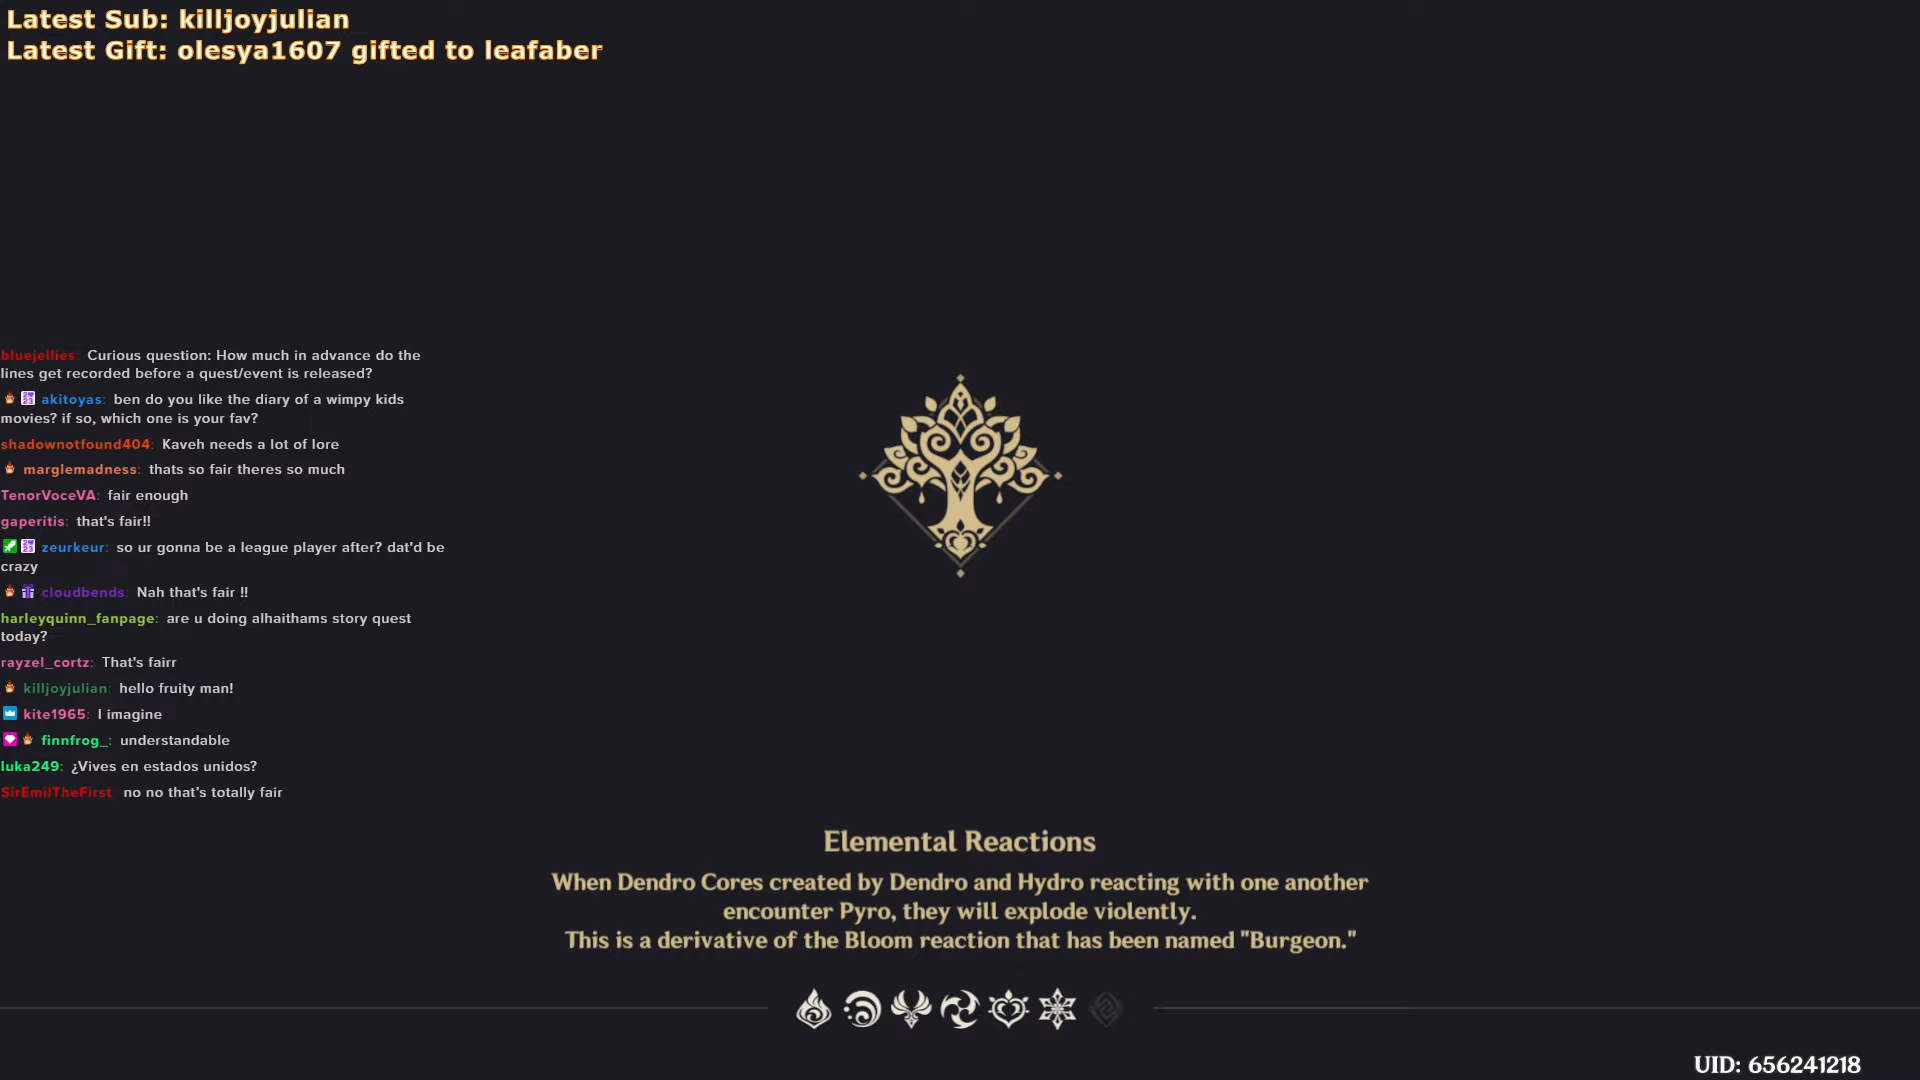 Latest Sub: killjoyjulian
Latest Gift: olesya1607 gifted to leafaber
bluejellies: Curious question: How much in advance do the
lines get recorded before a quest/event is released?
akitoyas: ben do you like the diary of a wimpy kids
movies? if so, which one is your fav?
shadownotfound404: Kaveh needs a lot of lore
marglemadness: thats so fair theres so much
TenorVoceVA: fair enough
gaperitis: that's fair!!
zeurkeur: so ur gonna be a league player after? dat'd be
crazy
cloudbends: Nah that's fair !!
harleyquinn_fanpage: are u doing alhaithams story quest
today?
rayzel_cortz: That's fairr
killjoyjulian: hello fruity man!
kite1965: I imagine
finnfrog_: understandable
luka249: ¿Vives en estados unidos?
SirEmilTheFirst: no no that's totally fair
Elemental Reactions
When Dendro Cores created by Dendro and Hydro reacting with one another
encounter Pyro, they will explode violently.
This is a derivative of the Bloom reaction that has been named "Burgeon."
UID: 656241218